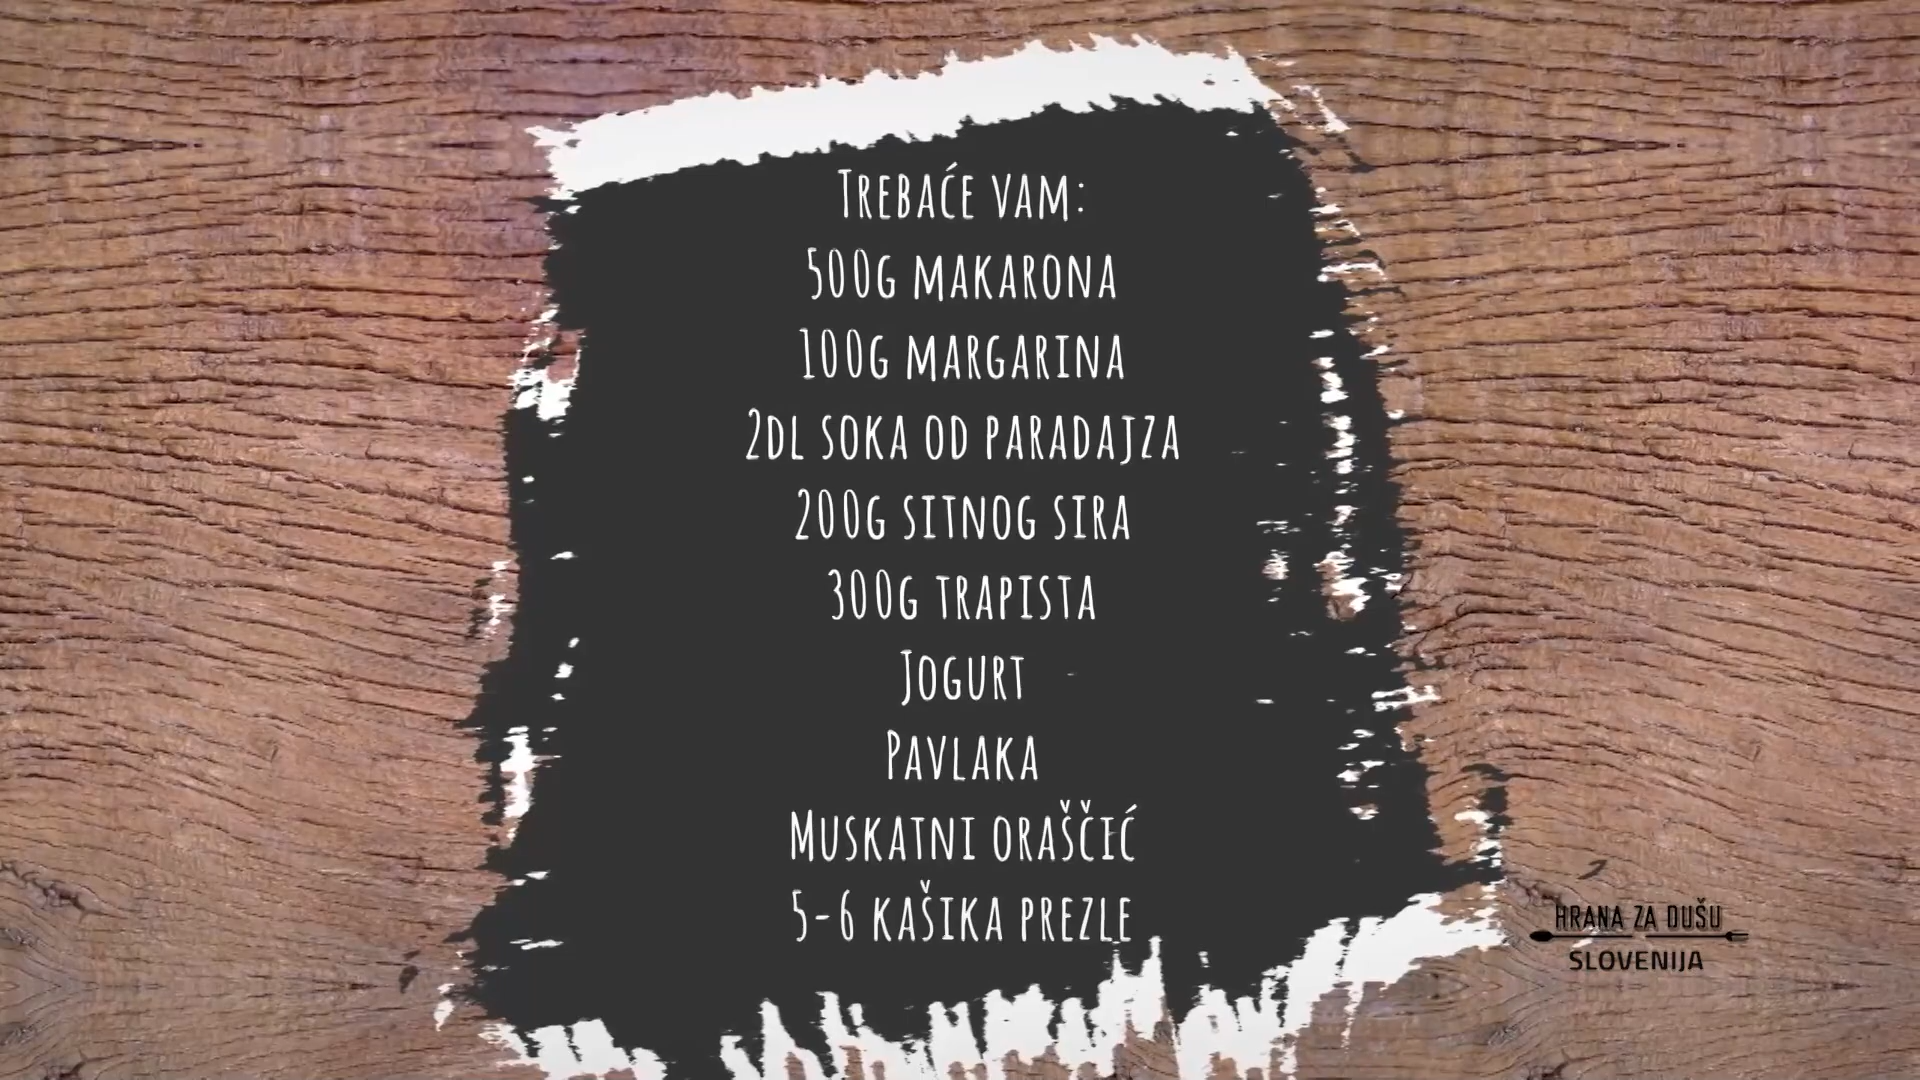 Trebaće vam:
500g makarona
100g margarina
2dl soka od paradajza
200g sitnog sira
300g trapista
Jogurt
Pavlaka
Muskatni oraščić
5-6 kašika prezle
HRANA ZA DUŠU
SLOVENIJA